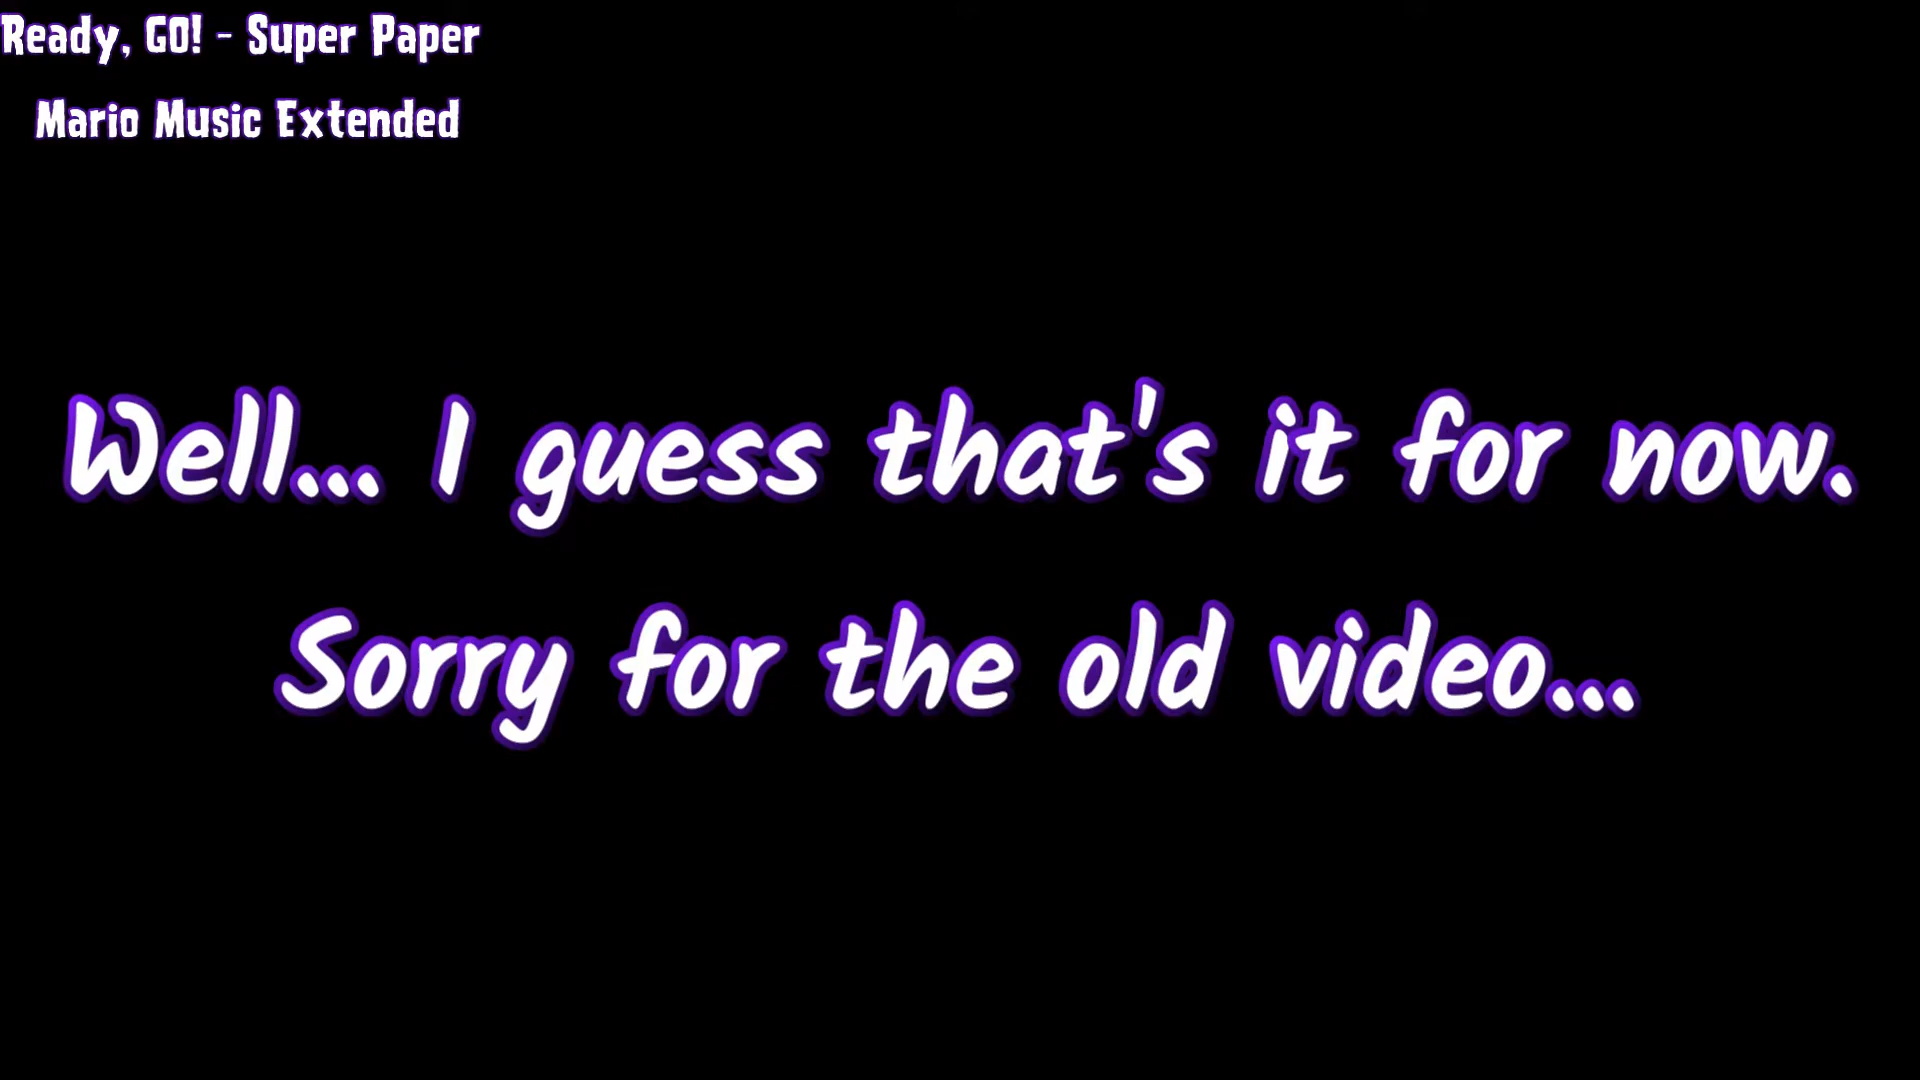 Ready, GO! - Super Paper
Mario Music Extended
Well... I guess that's it for now.
Sorry for the old video...